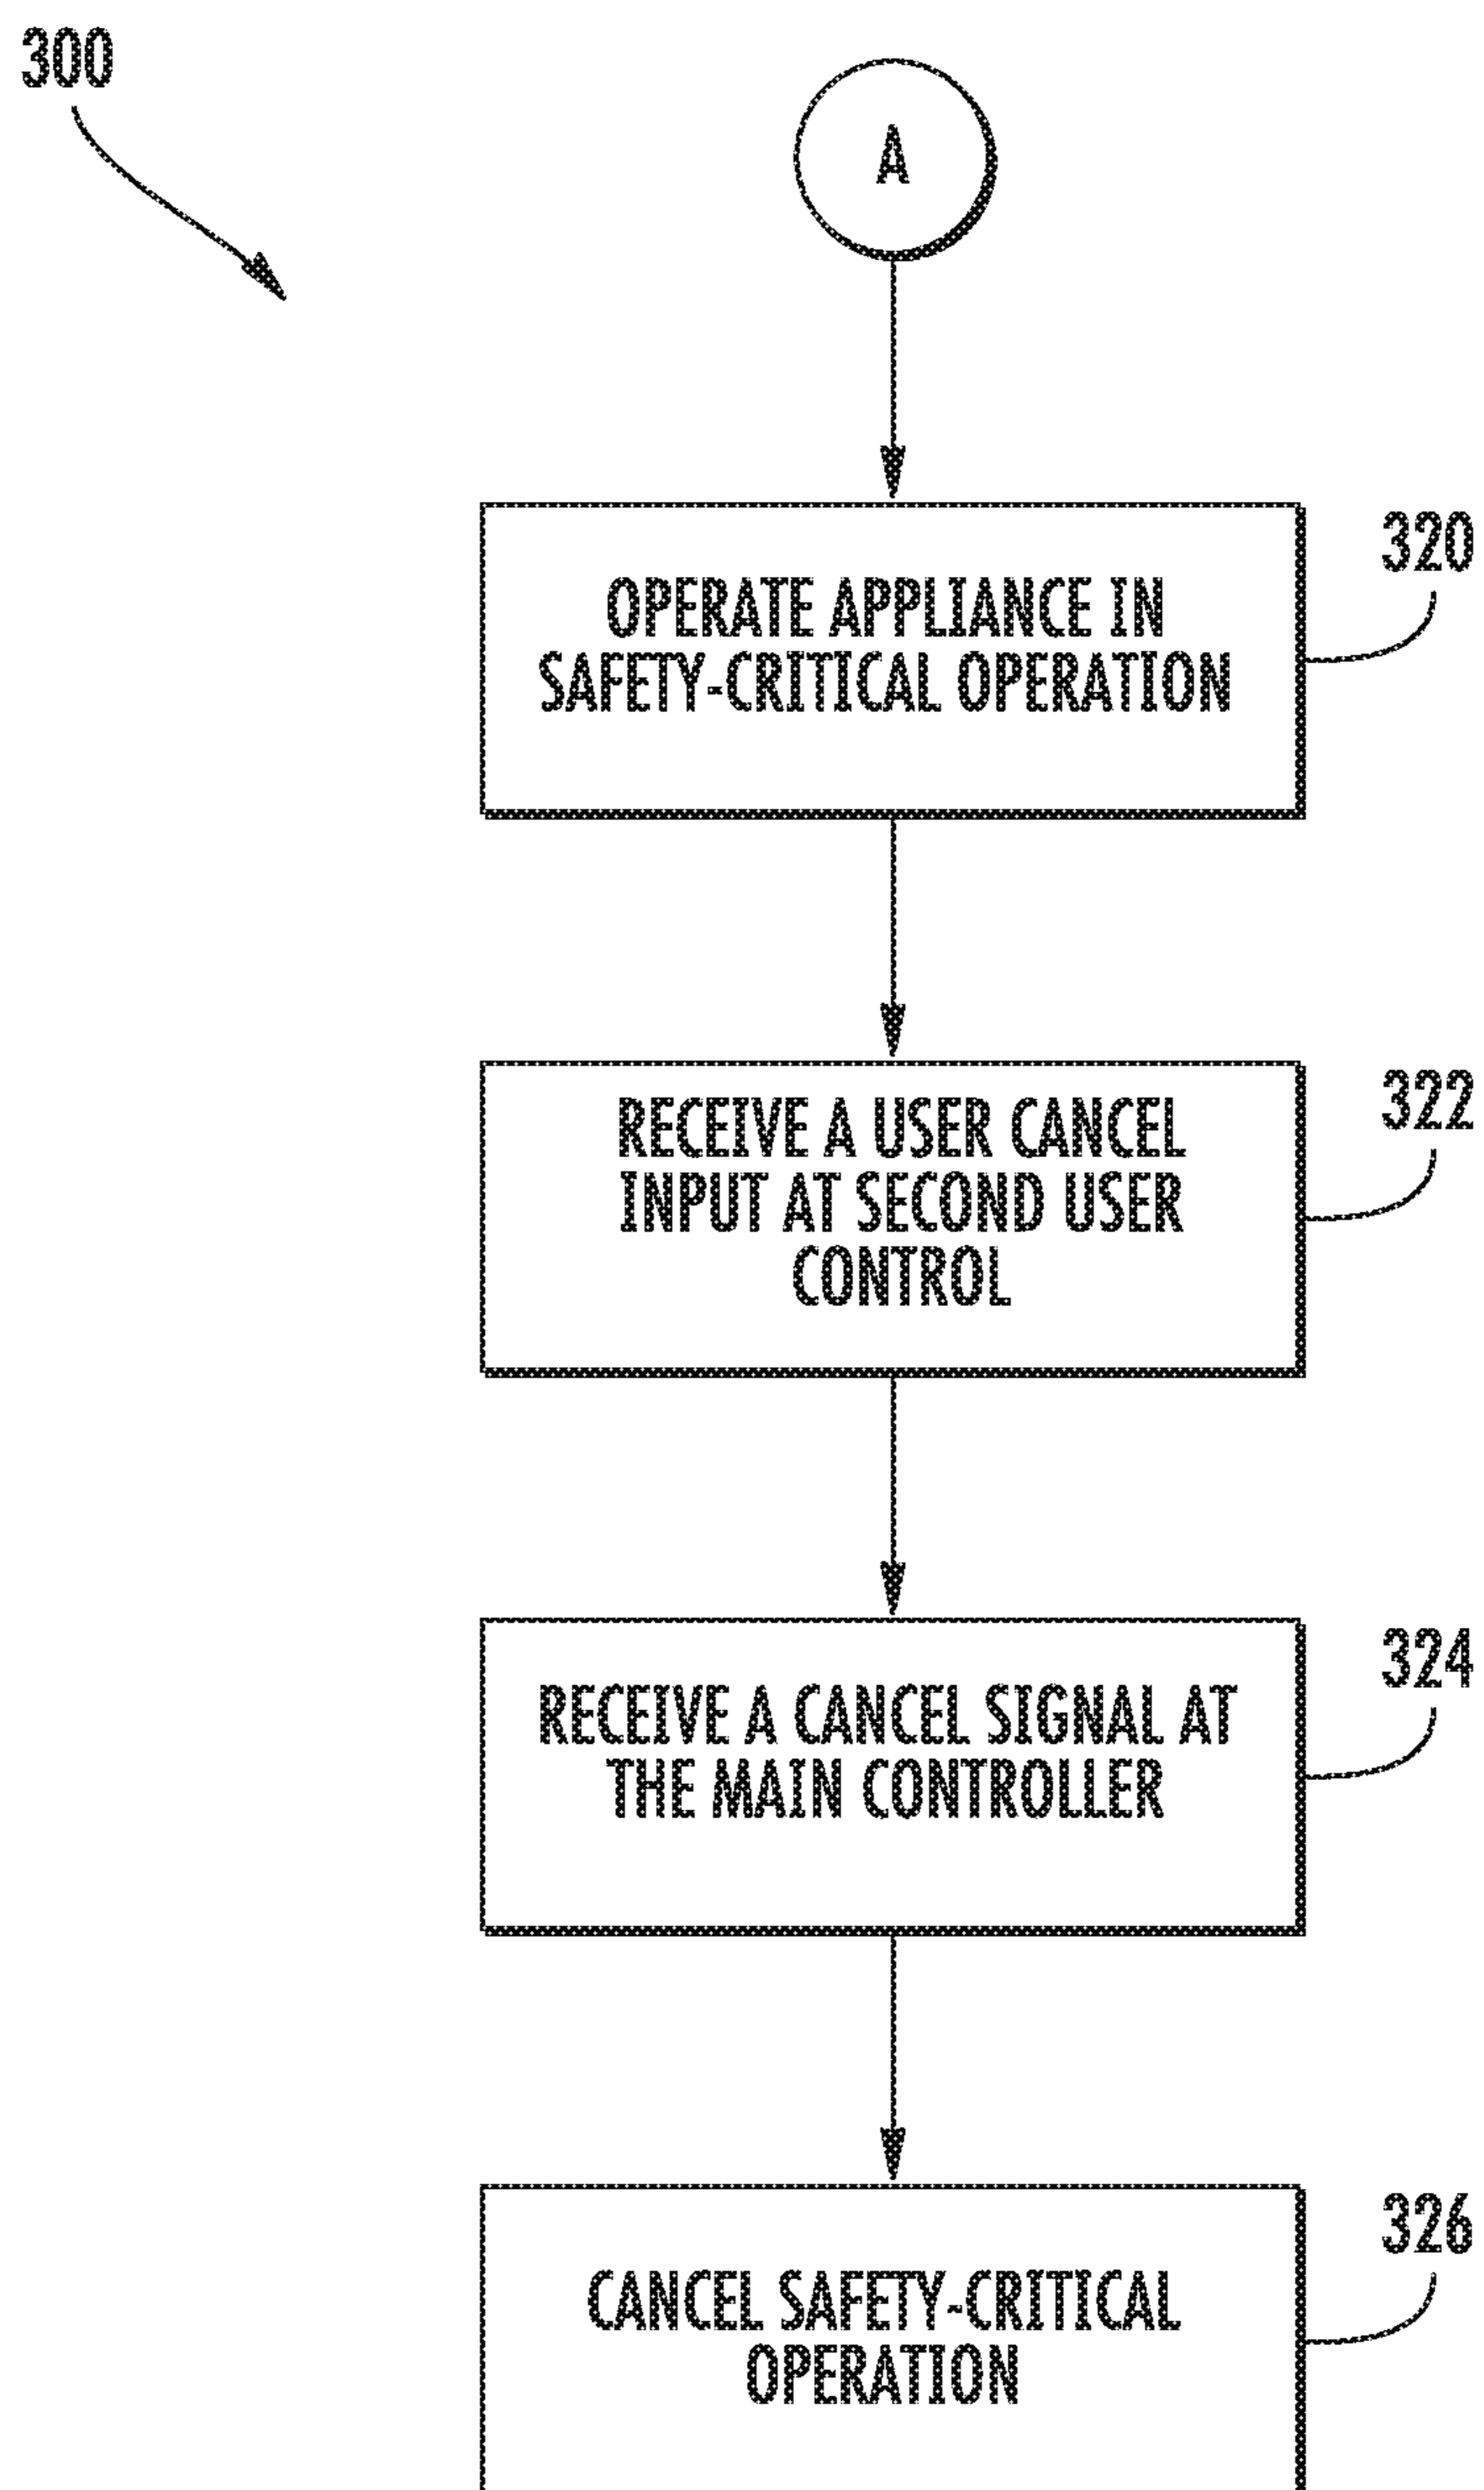 300
A
OPERATE APPLIANCE IN
SAFETY-CRITICAL OPERATION
320
RECEIVE A USER CANCEL
INPUT AT SECOND USER
CONTROL
322
RECEIVE A CANCEL SIGNAL AT
THE MAIN CONTROLLER
324
CANCEL SAFETY-CRITICAL
OPERATION
326